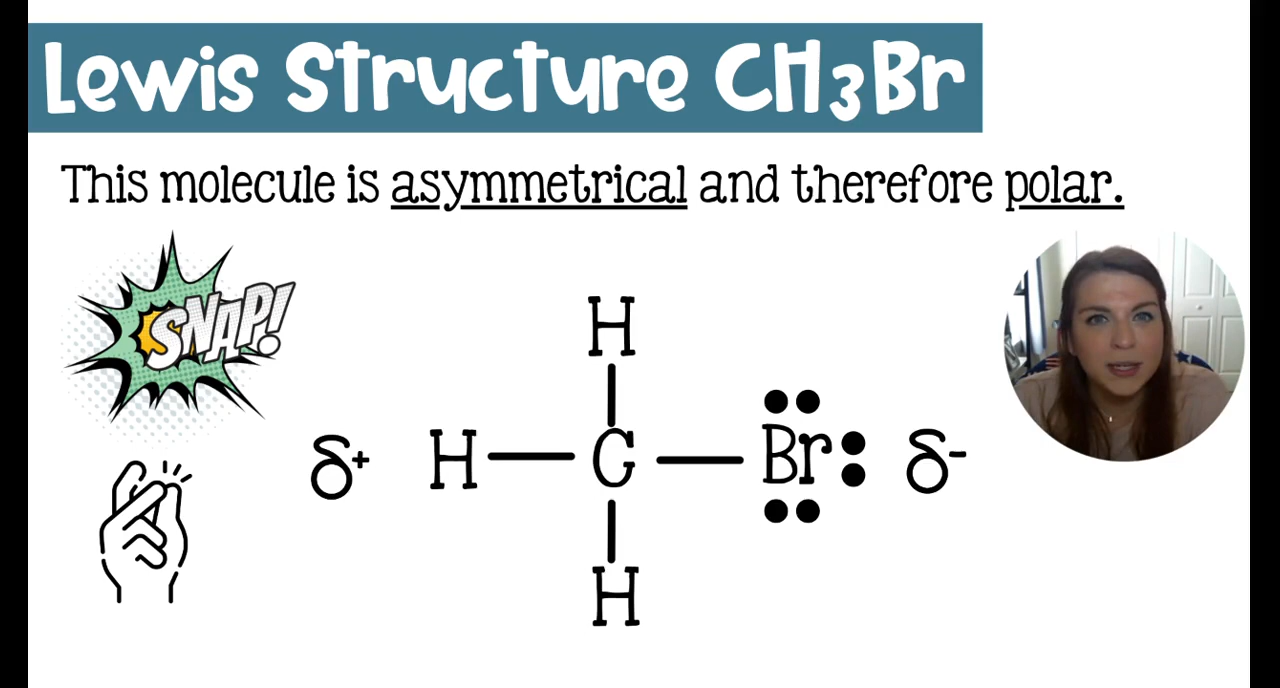 Lewis Structure CH3Br
This molecule is asymmetrical and therefore polar.
SNAP!
H
δ+ H C Br δ-
H